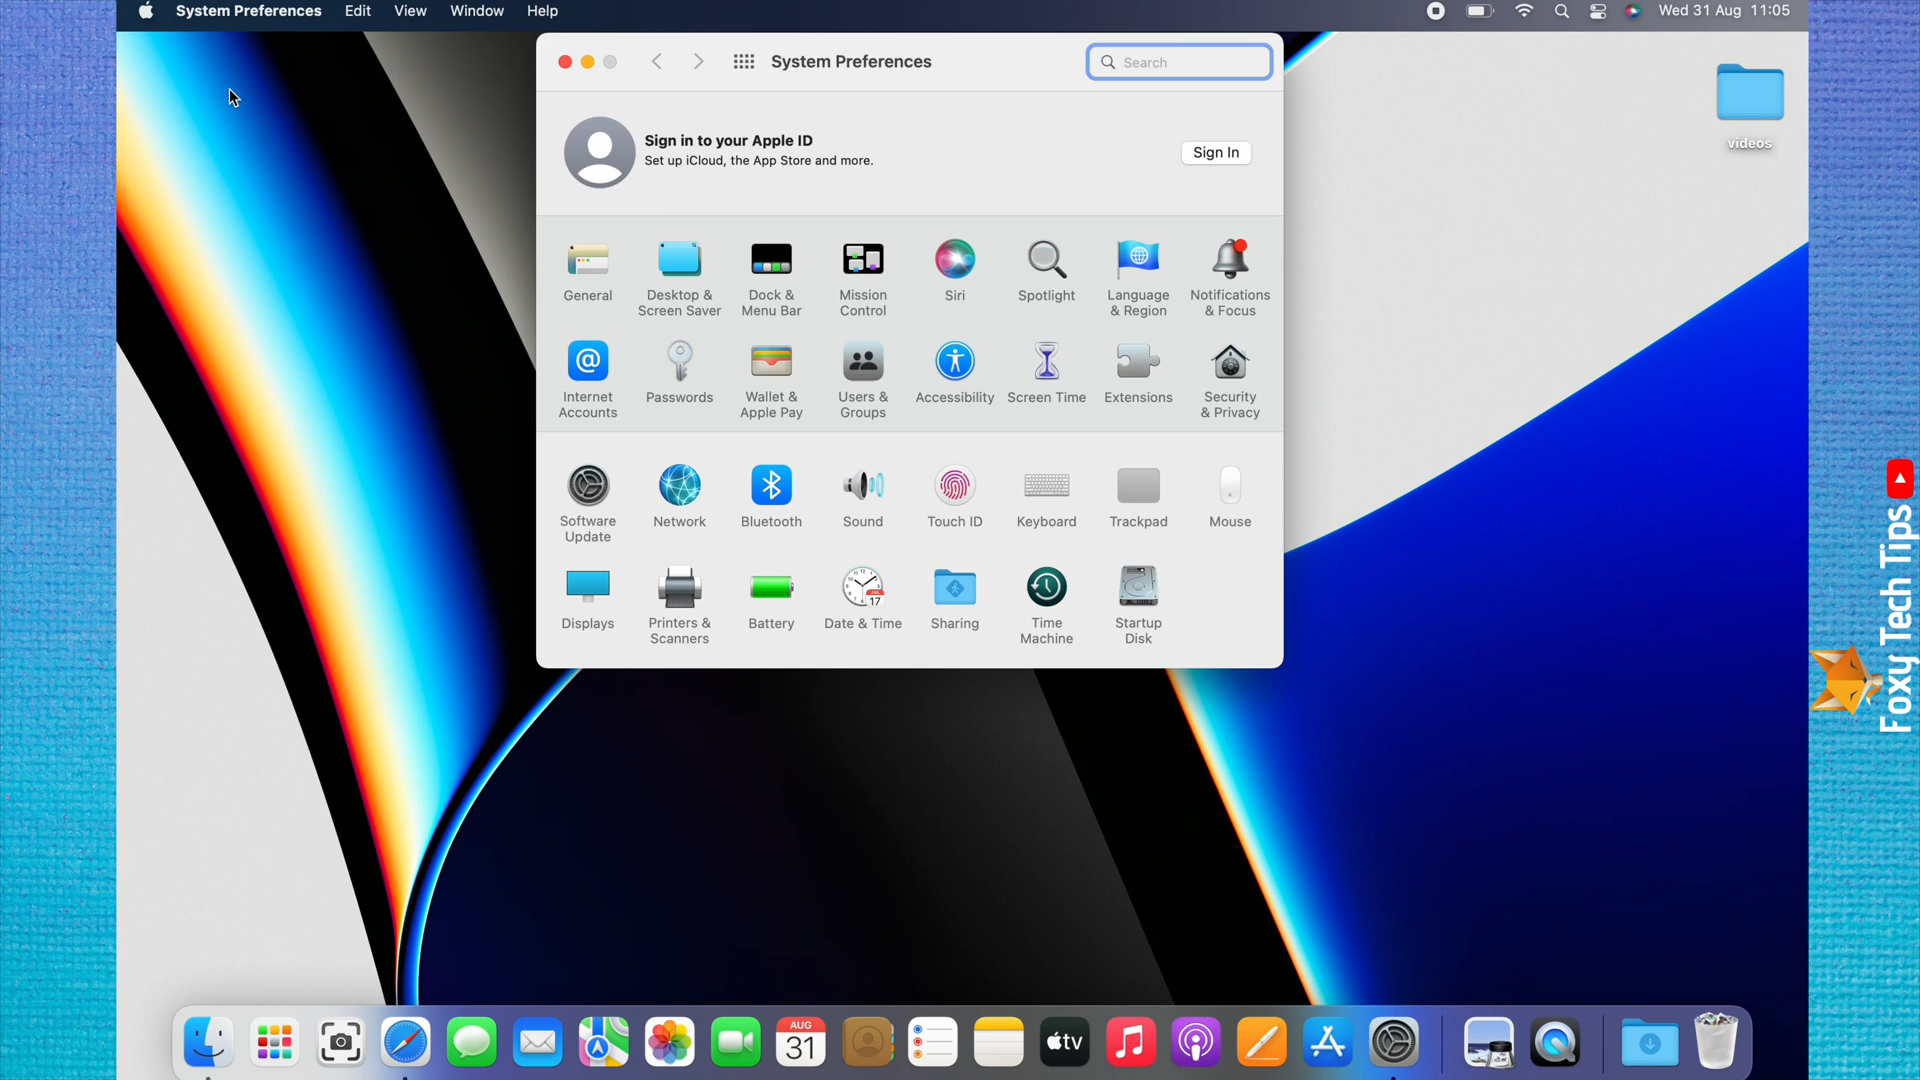 System Preferences Edit View Window Help Wed 31 Aug 11:05
System Preferences Search
videos
Sign in to your Apple ID
Set up iCloud, the App Store and more.
Sign In
General Desktop & Screen Saver Dock & Menu Bar Mission Control Siri Spotlight Language & Region Notifications & Focus
Internet Accounts Passwords Wallet & Apple Pay Users & Groups Accessibility Screen Time Extensions Security & Privacy
Software Update Network Bluetooth Sound Touch ID Keyboard Trackpad Mouse
Displays Printers & Scanners Battery Date & Time Sharing Time Machine Startup Disk
JUL
17
AUG
31
tv
Foxy Tech Tips